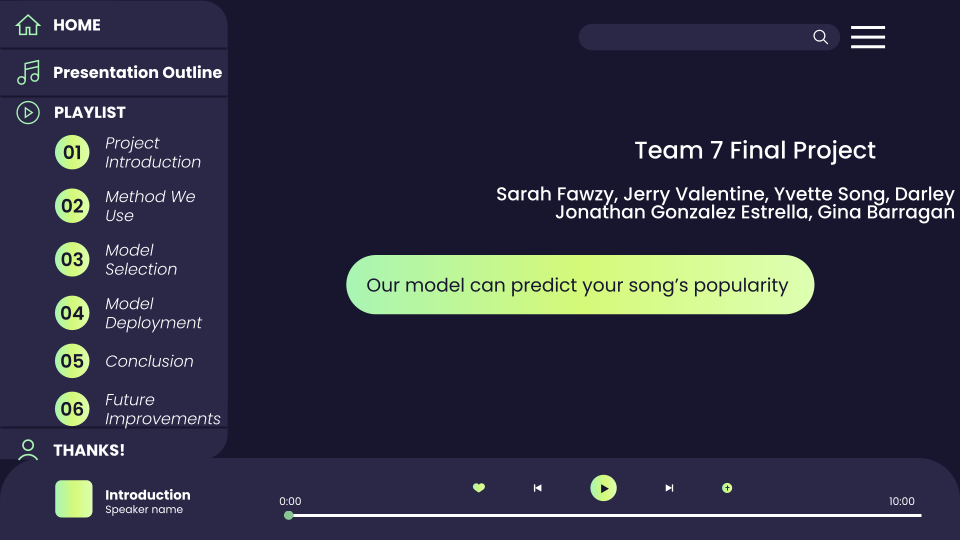 HOME
Presentation Outline
PLAYLIST
01 Project
Introduction
02 Method We
Use
03 Model
Selection
04 Model
Deployment
05 Conclusion
06 Future
Improvements
THANKS!
Team 7 Final Project
Sarah Fawzy, Jerry Valentine, Yvette Song, Darley
Jonathan Gonzalez Estrella, Gina Barragan
Our model can predict your song’s popularity
Introduction
Speaker name
0:00
10:00